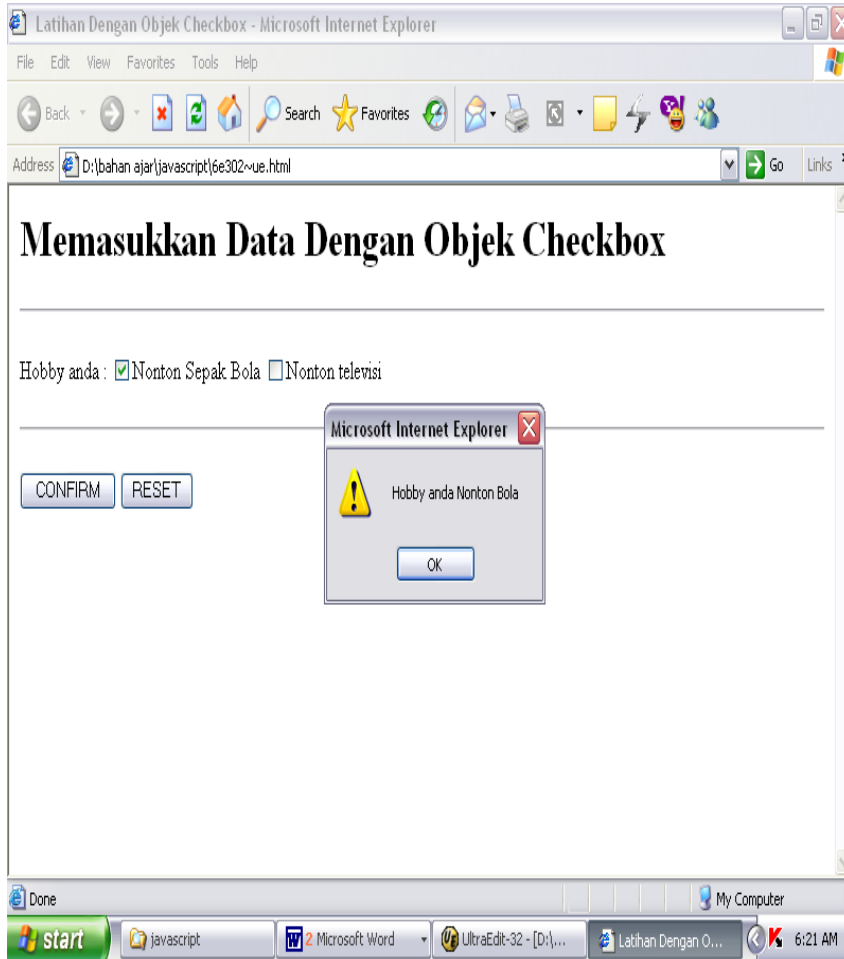 Latihan Dengan Objek Checkbox - Microsoft Internet Explorer
File Edit View Favorites Tools Help
Back Search Favorites
Address D:\bahan ajar\javascript\6e302~ue.html Go Links
Memasukkan Data Dengan Objek Checkbox
Hobby anda : Nonton Sepak Bola Nonton televisi
Microsoft Internet Explorer
Hobby anda Nonton Bola
OK
CONFIRM RESET
Done My Computer
start javascript 2 Microsoft Word UltraEdit-32 - [D:\... Latihan Dengan O... 6:21 AM